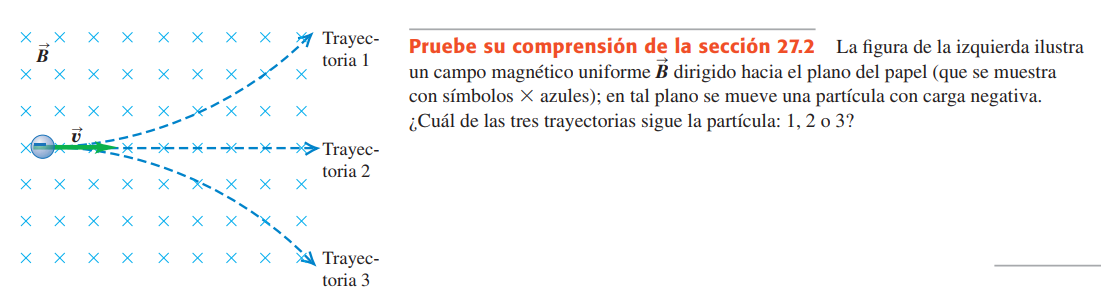 B
v
Trayec-
toria 1
Trayec-
toria 2
Trayec-
toria 3
Pruebe su comprensión de la sección 27.2 La figura de la izquierda ilustra
un campo magnético uniforme B dirigido hacia el plano del papel (que se muestra
con símbolos × azules); en tal plano se mueve una partícula con carga negativa.
¿Cuál de las tres trayectorias sigue la partícula: 1, 2 o 3?